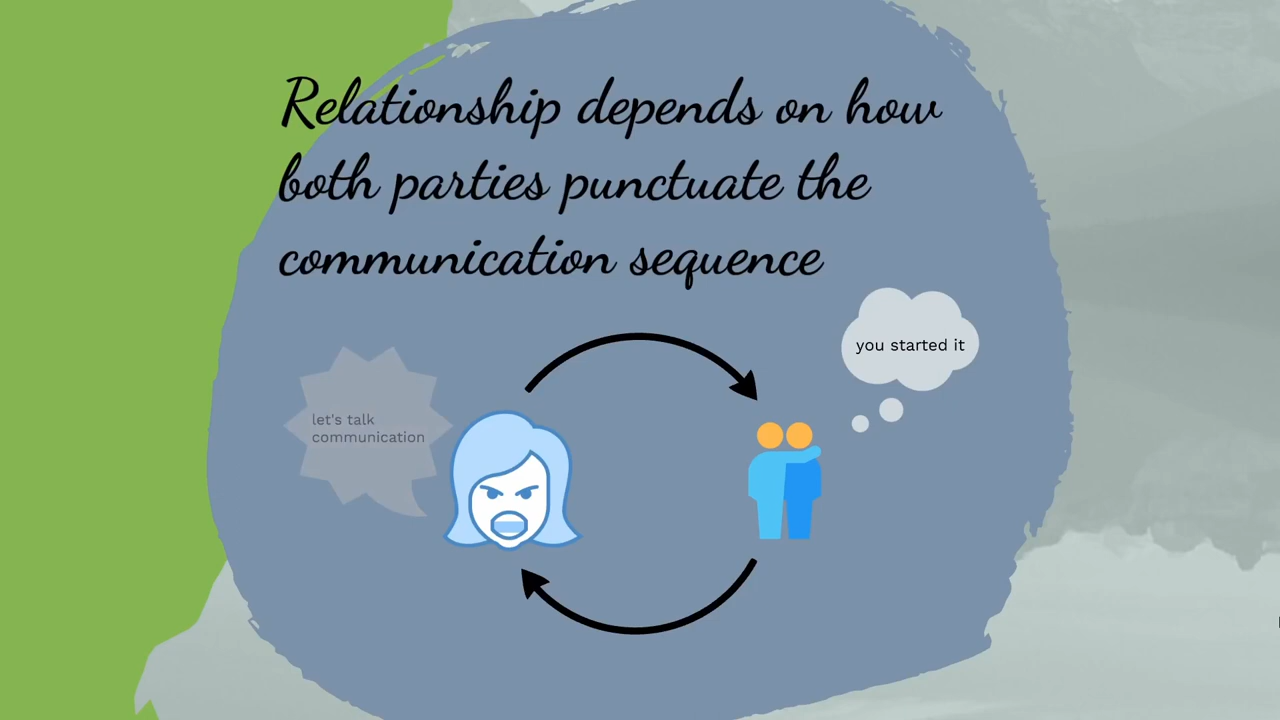 Relationship depends on how
both parties punctuate the
communication sequence
you started it
let's talk
communication